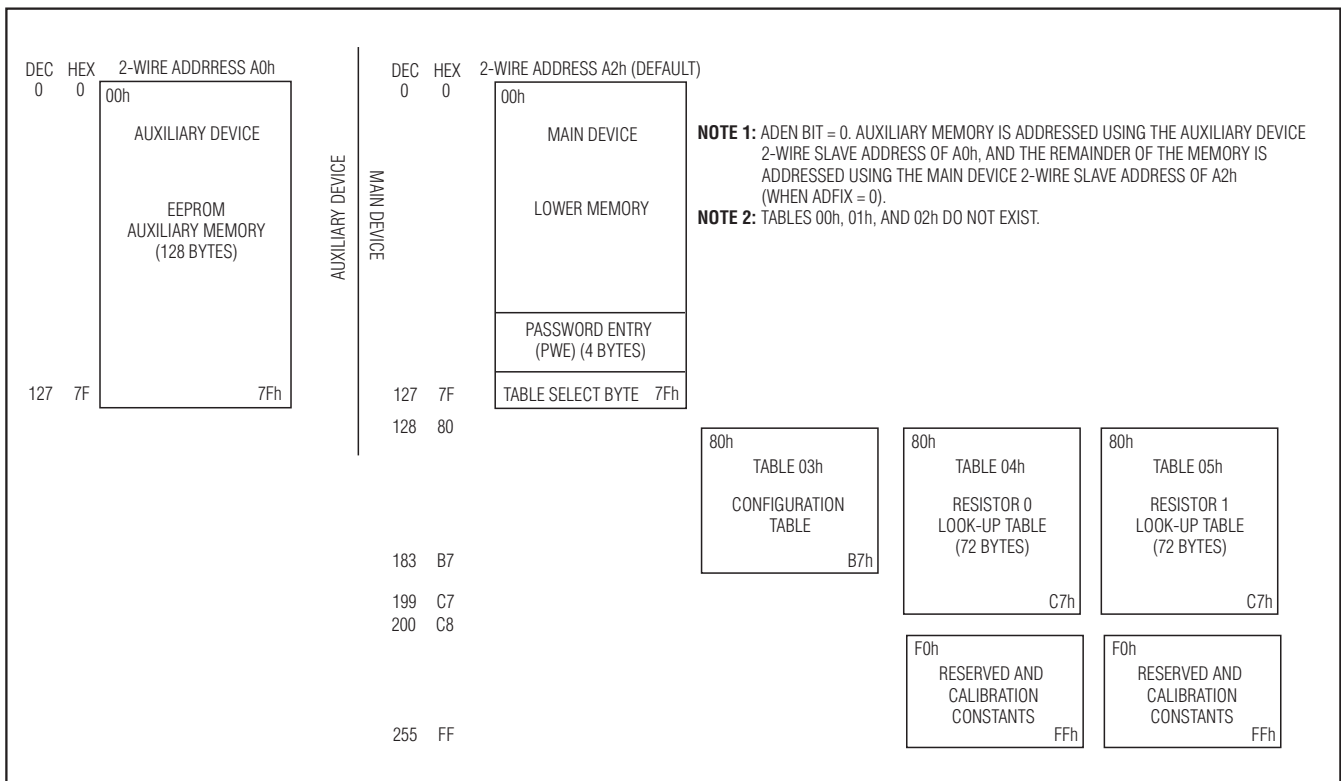 DEC HEX 2-WIRE ADDRRESS A0h
0 0 00h
AUXILIARY DEVICE
EEPROM
AUXILIARY MEMORY
(128 BYTES)
127 7F 7Fh
AUXILIARY DEVICE
MAIN DEVICE
DEC HEX 2-WIRE ADDRESS A2h (DEFAULT)
0 0 00h
MAIN DEVICE
LOWER MEMORY
PASSWORD ENTRY
(PWE) (4 BYTES)
127 7F TABLE SELECT BYTE 7Fh
128 80
NOTE 1: ADEN BIT = 0. AUXILIARY MEMORY IS ADDRESSED USING THE AUXILIARY DEVICE
2-WIRE SLAVE ADDRESS OF A0h, AND THE REMAINDER OF THE MEMORY IS
ADDRESSED USING THE MAIN DEVICE 2-WIRE SLAVE ADDRESS OF A2h
(WHEN ADFIX = 0).
NOTE 2: TABLES 00h, 01h, AND 02h DO NOT EXIST.
80h
TABLE 03h
CONFIGURATION
TABLE
B7h
80h
TABLE 04h
RESISTOR 0
LOOK-UP TABLE
(72 BYTES)
C7h
80h
TABLE 05h
RESISTOR 1
LOOK-UP TABLE
(72 BYTES)
C7h
183 B7
199 C7
200 C8
F0h
RESERVED AND
CALIBRATION
CONSTANTS
FFh
F0h
RESERVED AND
CALIBRATION
CONSTANTS
FFh
255 FF